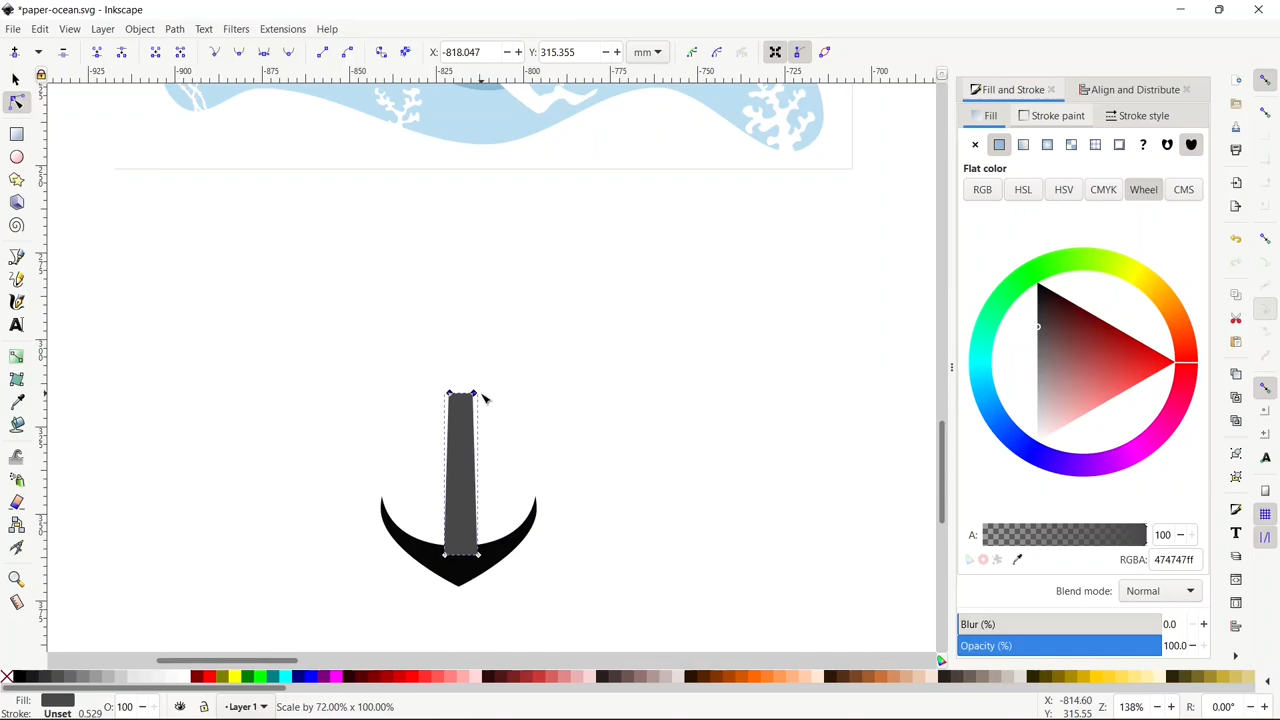 *paper-ocean.svg - Inkscape
File Edit View Layer Object Path Text Filters Extensions Help
X: -818.047 Y: 315.355 mm
-925 -900 -875 -850 -825 -800 -775 -750 -725 -700
Fill and Stroke Align and Distribute
Fill Stroke paint Stroke style
Flat color
RGB HSL HSV CMYK Wheel CMS
A: 100
RGBA: 474747ff
Blend mode: Normal
Blur (%) 0.0
Opacity (%) 100.0
Fill: Stroke: Unset 0.529 O: 100 Layer 1 Scale by 72.00% x 100.00% X: -814.60 Y: 315.55 Z: 138% R: 0.00°